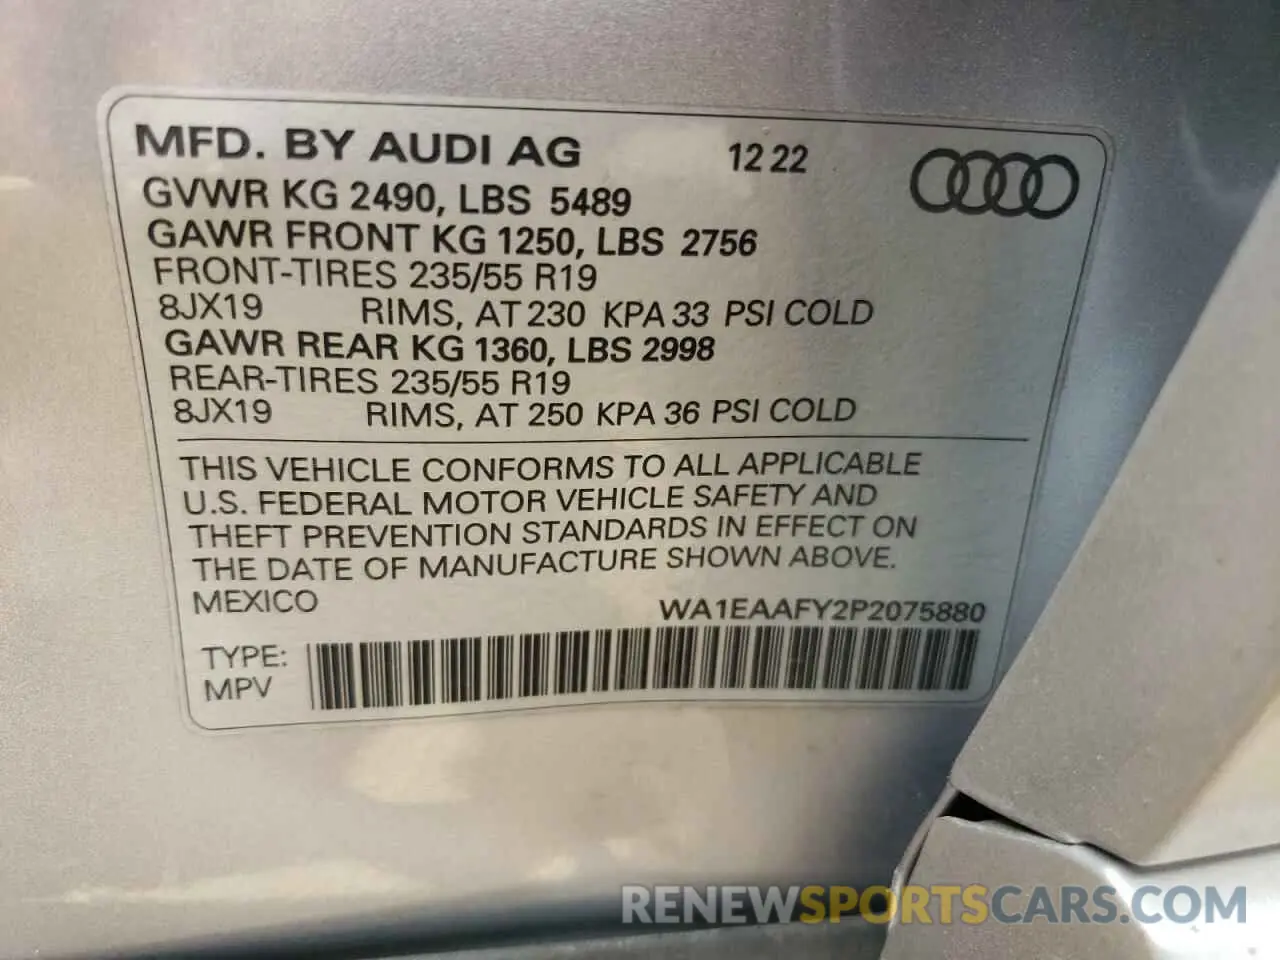 MFD. BY AUDI AG 12 22
GVWR KG 2490, LBS 5489
GAWR FRONT KG 1250, LBS 2756
FRONT-TIRES 235/55 R19
8JX19 RIMS, AT 230 KPA 33 PSI COLD
GAWR REAR KG 1360, LBS 2998
REAR-TIRES 235/55 R19
8JX19 RIMS, AT 250 KPA 36 PSI COLD
THIS VEHICLE CONFORMS TO ALL APPLICABLE
U.S. FEDERAL MOTOR VEHICLE SAFETY AND
THEFT PREVENTION STANDARDS IN EFFECT ON
THE DATE OF MANUFACTURE SHOWN ABOVE.
MEXICO WA1EAAFY2P2075880
TYPE:
MPV
RENEWSPORTSCARS.COM